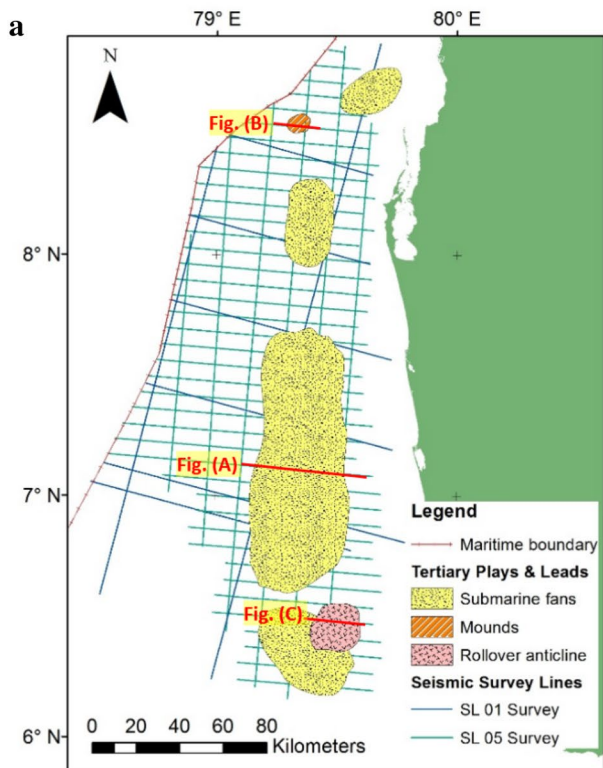 a
79° E
80° E
N
Fig. (B)
8° N
Fig. (A)
7° N
Fig. (C)
6° N
Legend
Maritime boundary
Tertiary Plays & Leads
Submarine fans
Mounds
Rollover anticline
Seismic Survey Lines
SL 01 Survey
SL 05 Survey
0 20 40 60 80
Kilometers